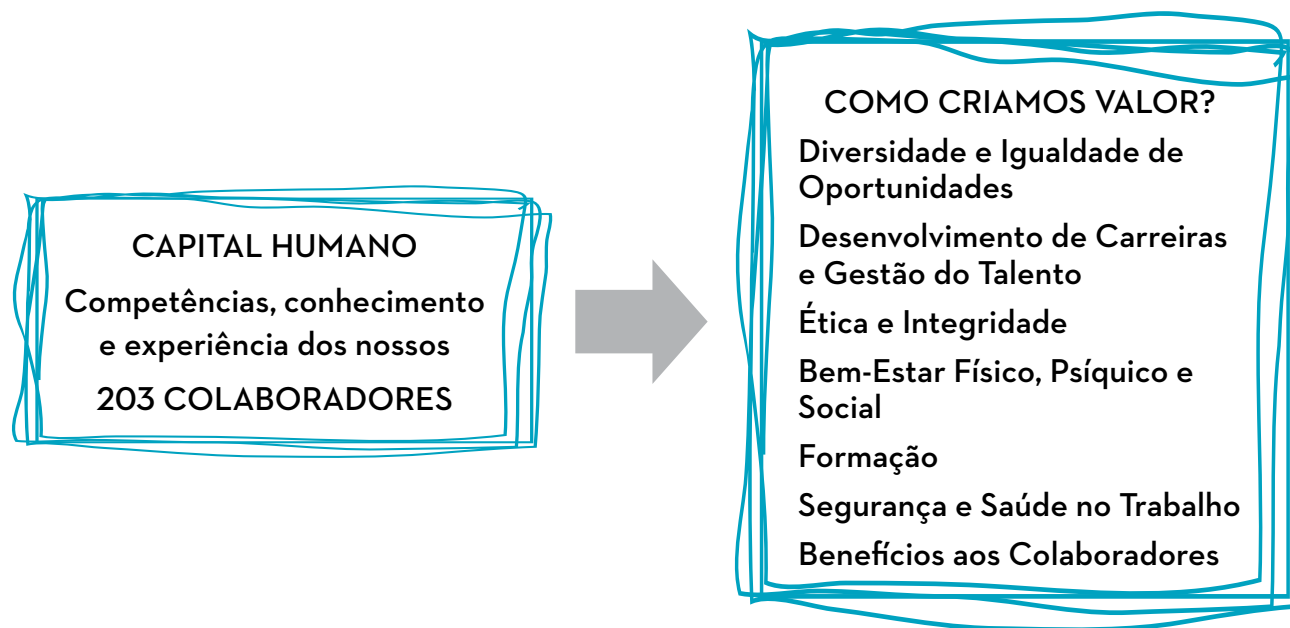 CAPITAL HUMANO
Competências, conhecimento
e experiência dos nossos
203 COLABORADORES
COMO CRIAMOS VALOR?
Diversidade e Igualdade de
Oportunidades
Desenvolvimento de Carreiras
e Gestão do Talento
Ética e Integridade
Bem-Estar Físico, Psíquico e
Social
Formação
Segurança e Saúde no Trabalho
Benefícios aos Colaboradores